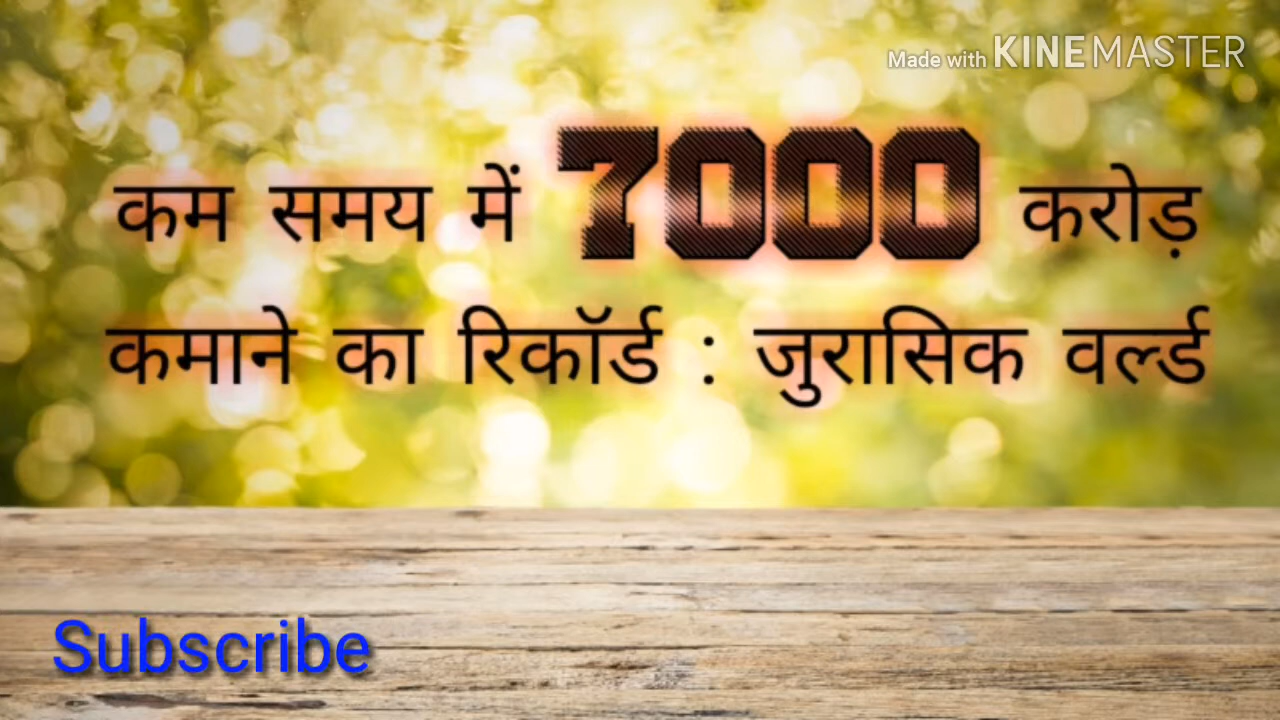 Made with KINEMASTER
कम समय में 7000 करोड़
कमाने का रिकॉर्ड : जुरासिक वर्ल्ड
Subscribe